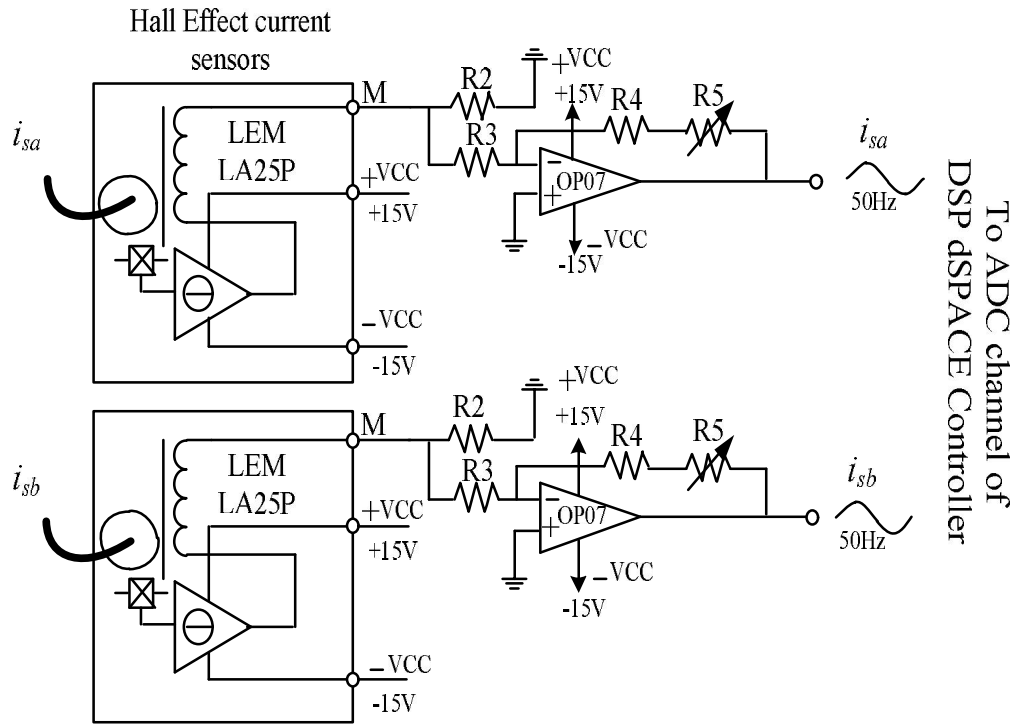 Hall Effect current
sensors
i_sa
LEM
LA25P
M
+VCC
+15V
−VCC
-15V
R2
R3
+VCC
+15V
R4
R5
−
+
OP07
−VCC
-15V
i_sa
50Hz
i_sb
LEM
LA25P
M
+VCC
+15V
−VCC
-15V
R2
R3
+VCC
+15V
R4
R5
−
+
OP07
−VCC
-15V
i_sb
50Hz
To ADC channel of
DSP dSPACE Controller